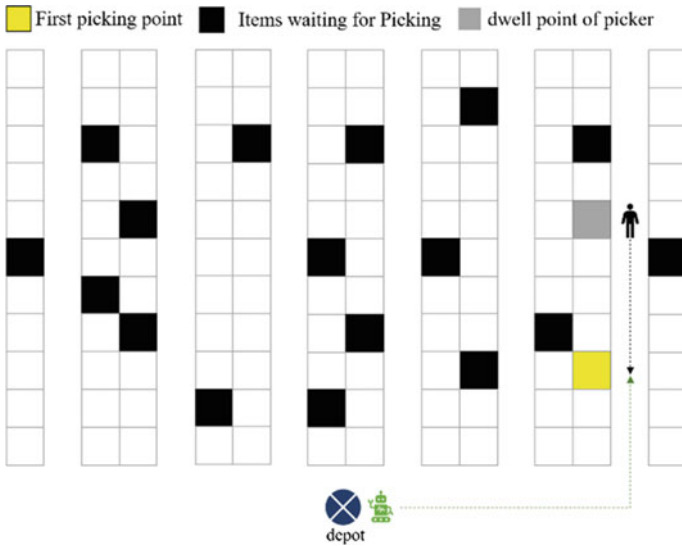 First picking point
Items waiting for Picking
dwell point of picker
depot